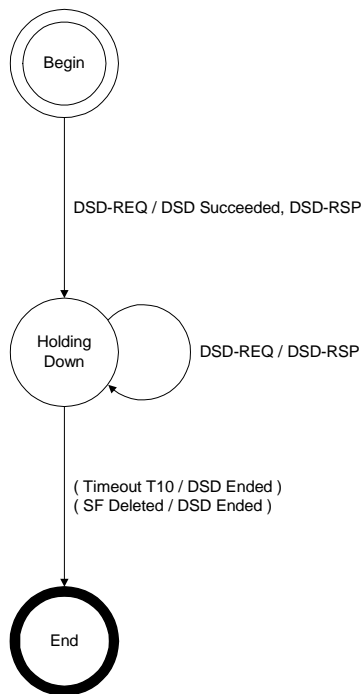 Begin
DSD-REQ / DSD Succeeded, DSD-RSP
Holding
Down
DSD-REQ / DSD-RSP
( Timeout T10 / DSD Ended )
( SF Deleted / DSD Ended )
End